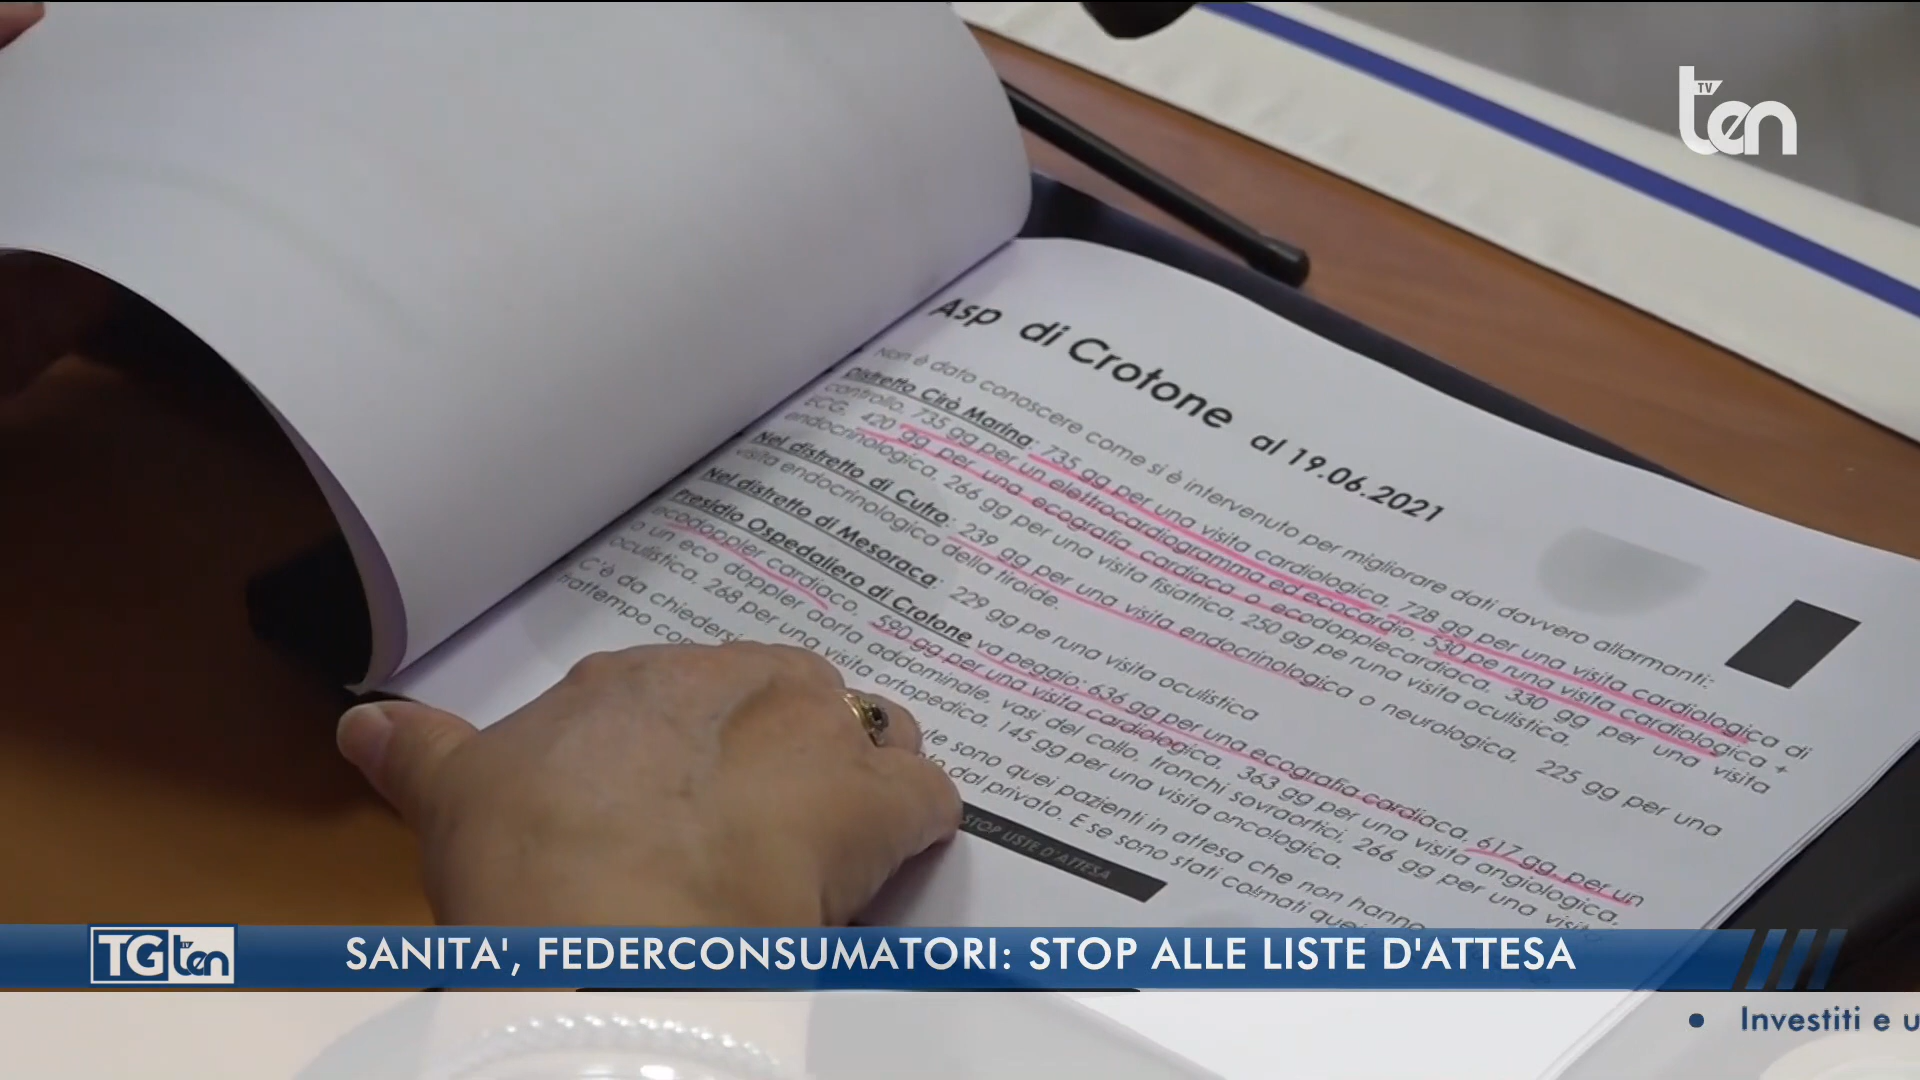 TV
ten
Asp di Crotone al 19.06.2021
Non è dato conoscere come si è intervenuto per migliorare dati davvero allarmanti:
Distretto Cirò Marina: 735 gg per una visita cardiologica, 728 gg per una visita cardiologica di
controllo, 735 gg per un elettrocardiogramma ed ecocardio, 530 pe runa visita cardiologica +
ECG, 420 gg per una ecografia cardiaca o ecodopplecardiaca, 330 gg per una visita
endocrinologica, 266 gg per una visita fisiatrica, 250 gg pe runa visita oculistica.
Nel distretto di Cutro: 239 gg per una visita endocrinologica o neurologica, 225 gg per una
visita endocrinologica della tiroide.
Nel distretto di Mesoraca: 229 gg pe runa visita oculistica
Presidio Ospedaliero di Crotone va peggio: 636 gg per una ecografia cardiaca, 617 gg. per un
ecodoppler cardiaco, 590 gg per una visita cardiologica, 363 gg per una visita angiologica,
o un eco doppler aorta addominale, vasi del collo, tronchi sovraortici, 266 gg per una visita
oculistica, 268 per una visita ortopedica, 145 gg per una visita oncologica.
C'è da chiedersi sono quei pazienti in attesa che non hanno
frattempo dal privato. E se sono stati colmati quei
STOP LISTE D'ATTESA
TG ten SANITA', FEDERCONSUMATORI: STOP ALLE LISTE D'ATTESA
• Investiti e u